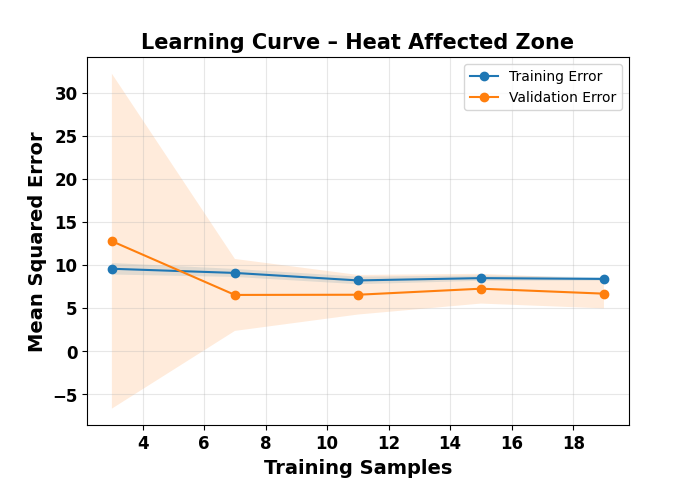 Learning Curve – Heat Affected Zone
Training Error
Validation Error
Mean Squared Error
30
25
20
15
10
5
0
−5
4 6 8 10 12 14 16 18
Training Samples